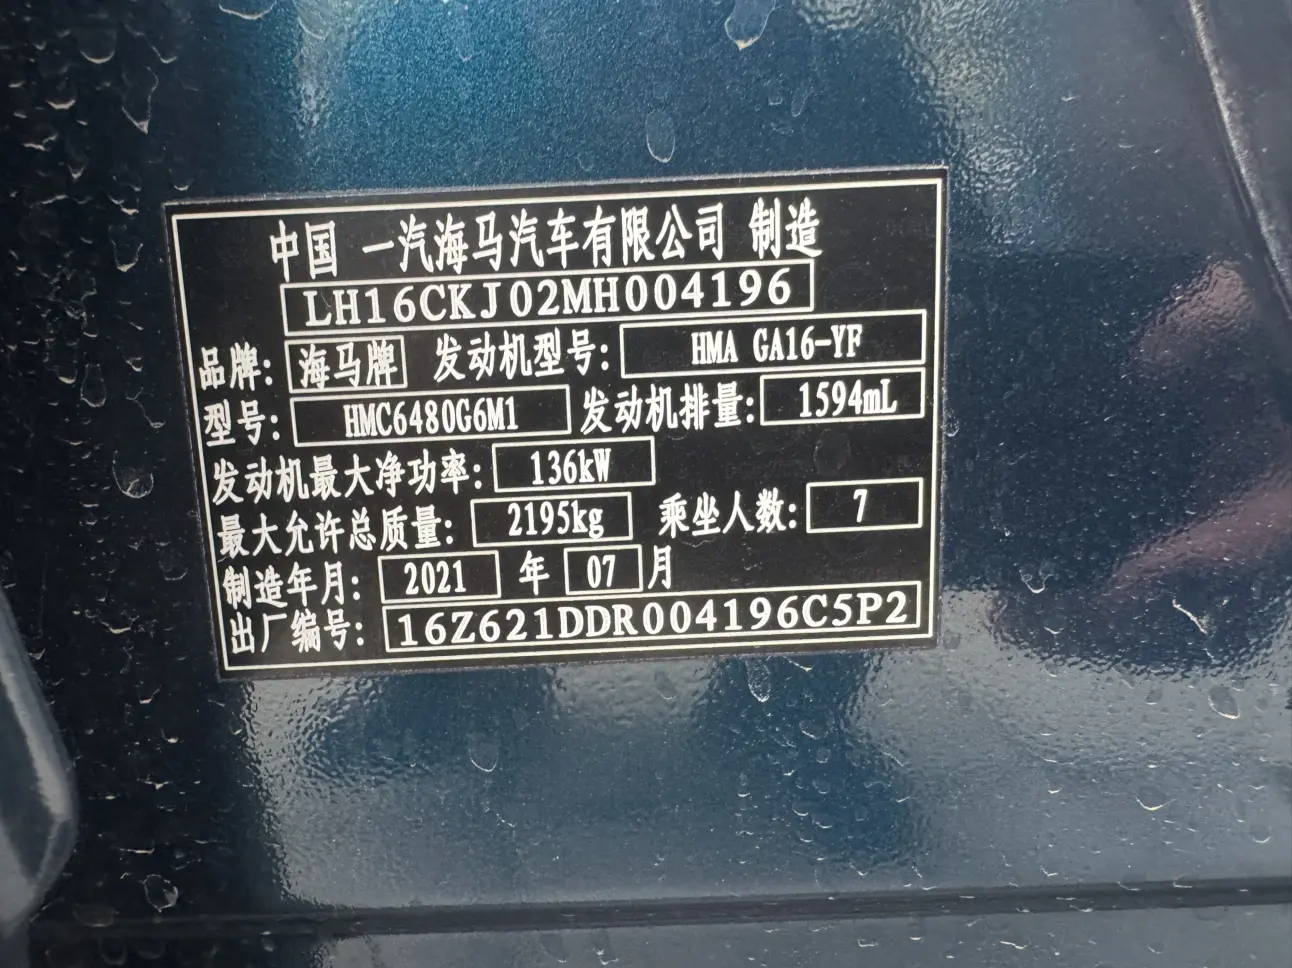 中国 一汽海马汽车有限公司 制造
LH16CKJ02MH004196
品牌: 海马牌 发动机型号: HMA GA16-YF
型号: HMC6480G6M1 发动机排量: 1594mL
发动机最大净功率: 136kW
最大允许总质量: 2195kg 乘坐人数: 7
制造年月: 2021 年 07 月
出厂编号: 16Z621DDR004196C5P2